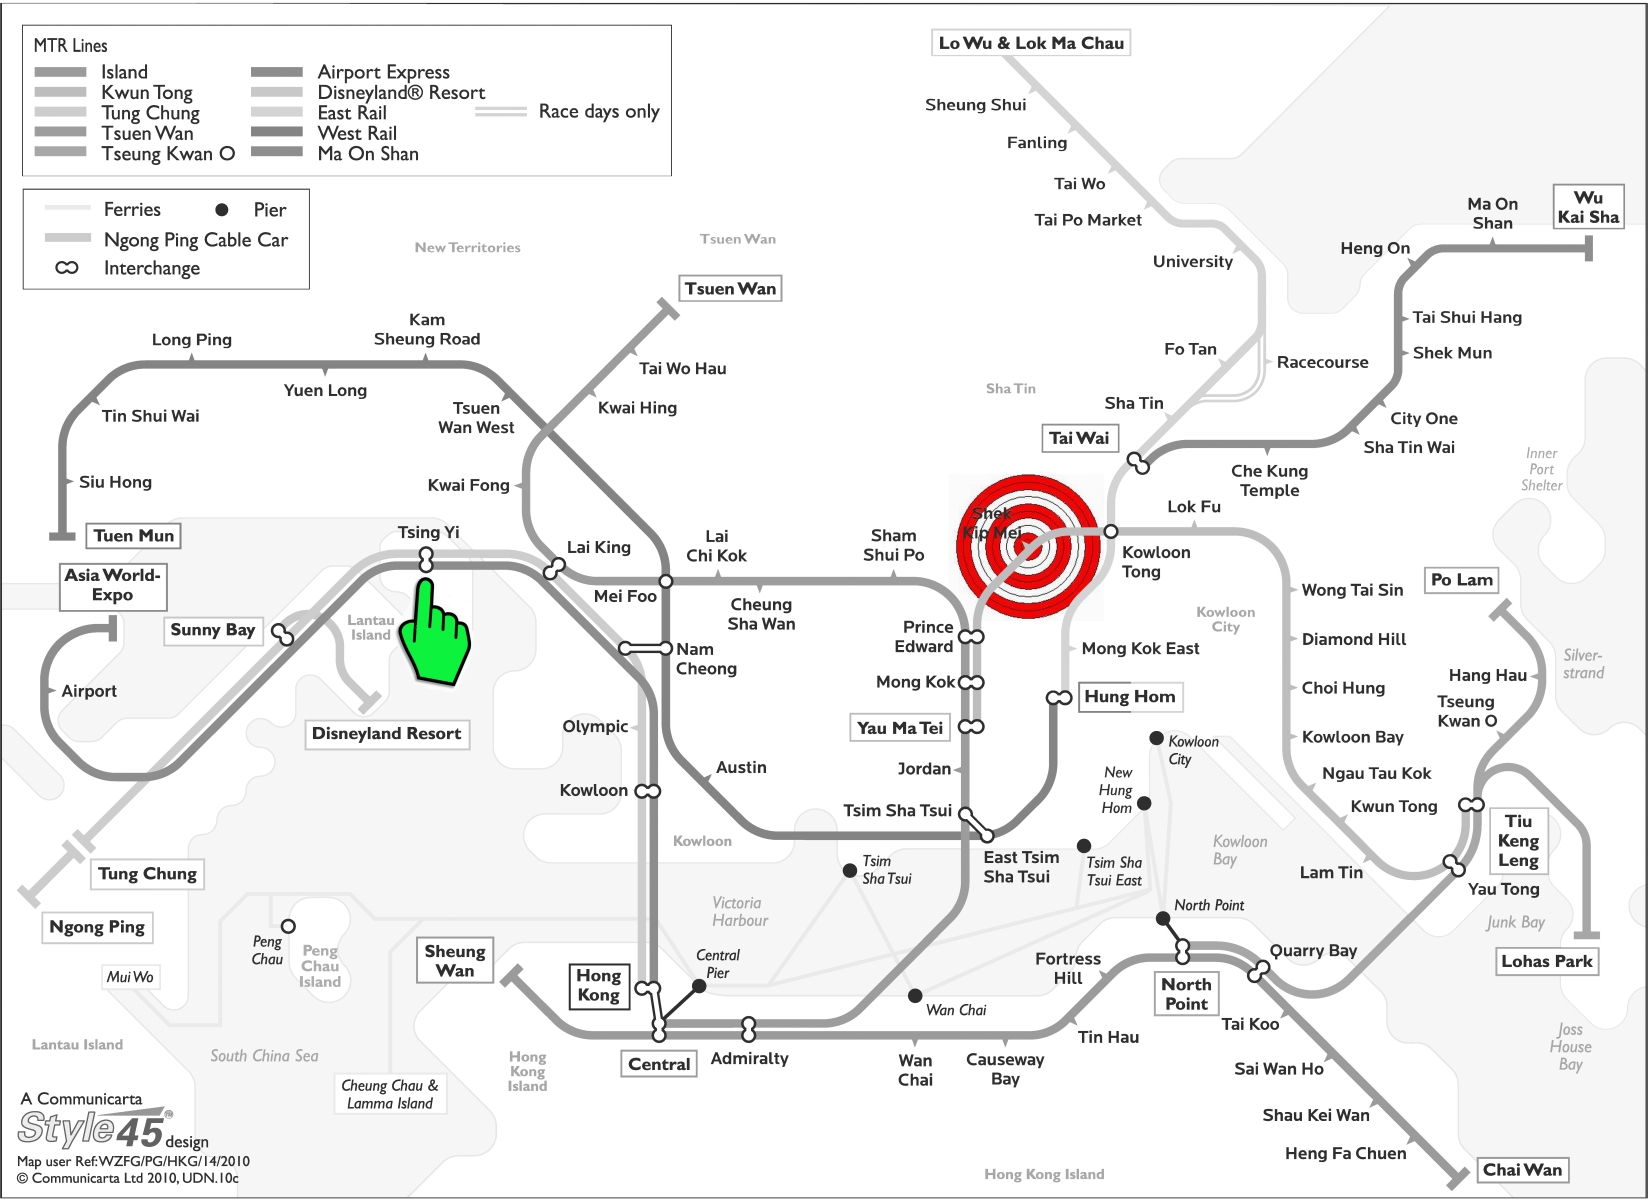 MTR Lines
Island
Kwun Tong
Tung Chung
Tsuen Wan
Tseung Kwan O
Airport Express
Disneyland® Resort
East Rail
West Rail
Ma On Shan
Race days only
Ferries
Pier
Ngong Ping Cable Car
Interchange
Lo Wu & Lok Ma Chau
Sheung Shui
Fanling
Tai Wo
Tai Po Market
University
Fo Tan
Racecourse
Sha Tin
Tai Wai
Wu
Kai Sha
Ma On
Shan
Heng On
Tai Shui Hang
Shek Mun
City One
Sha Tin Wai
Che Kung
Temple
New Territories
Tsuen Wan
Tsuen Wan
Tai Wo Hau
Kwai Hing
Kwai Fong
Long Ping
Kam
Sheung Road
Yuen Long
Tsuen
Wan West
Tin Shui Wai
Siu Hong
Tuen Mun
Sha Tin
Inner
Port
Shelter
Asia World-
Expo
Tsing Yi
Lai King
Lai
Chi Kok
Sham
Shui Po
Shek
Kip Mei
Kowloon
Tong
Lok Fu
Mei Foo
Cheung
Sha Wan
Sunny Bay
Lantau
Island
Airport
Disneyland Resort
Nam
Cheong
Prince
Edward
Mong Kok
Yau Ma Tei
Mong Kok East
Hung Hom
Kowloon
City
Wong Tai Sin
Diamond Hill
Choi Hung
Kowloon Bay
Ngau Tau Kok
Kwun Tong
Lam Tin
Po Lam
Hang Hau
Tseung
Kwan O
Silver-
strand
Olympic
Kowloon
Austin
Jordan
Tsim Sha Tsui
East Tsim
Sha Tsui
Kowloon
City
New
Hung
Hom
Tsim Sha
Tsui East
Kowloon
Bay
Tiu
Keng
Leng
Yau Tong
Junk Bay
Lohas Park
Kowloon
Tsim
Sha Tsui
Victoria
Harbour
Tung Chung
Ngong Ping
Mui Wo
Peng
Chau
Peng
Chau
Island
Sheung
Wan
Hong
Kong
Central
Pier
Central
Admiralty
Wan Chai
Wan
Chai
Causeway
Bay
Tin Hau
Fortress
Hill
North Point
North
Point
Quarry Bay
Tai Koo
Sai Wan Ho
Shau Kei Wan
Heng Fa Chuen
Chai Wan
Joss
House
Bay
Lantau Island
South China Sea
Cheung Chau &
Lamma Island
Hong
Kong
Island
Hong Kong Island
A Communicarta
Style45™® design
Map user Ref:WZFG/PG/HKG/14/2010
© Communicarta Ltd 2010, UDN.10c